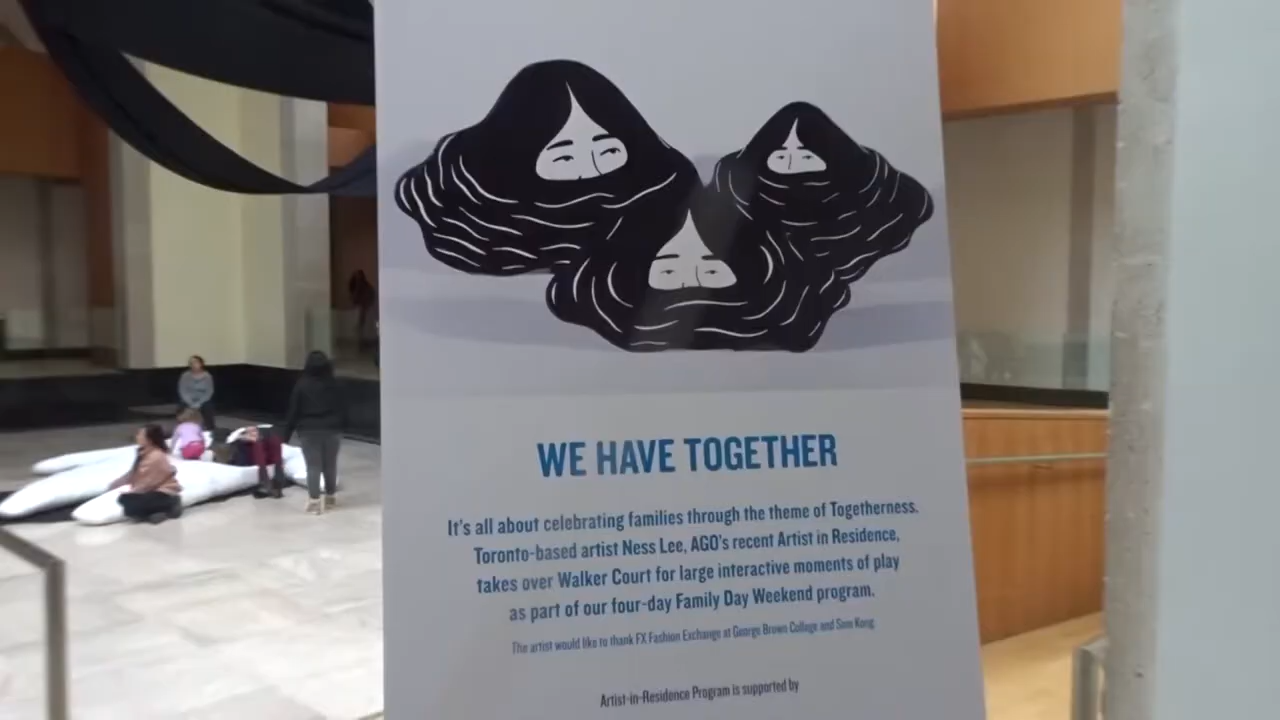 WE HAVE TOGETHER
It's all about celebrating families through the theme of Togetherness.
Toronto-based artist Ness Lee, AGO's recent Artist in Residence,
takes over Walker Court for large interactive moments of play
as part of our four-day Family Day Weekend program.
The artist would like to thank FX Fashion Exchange at George Brown College and Som Kong
Artist-in-Residence Program is supported by